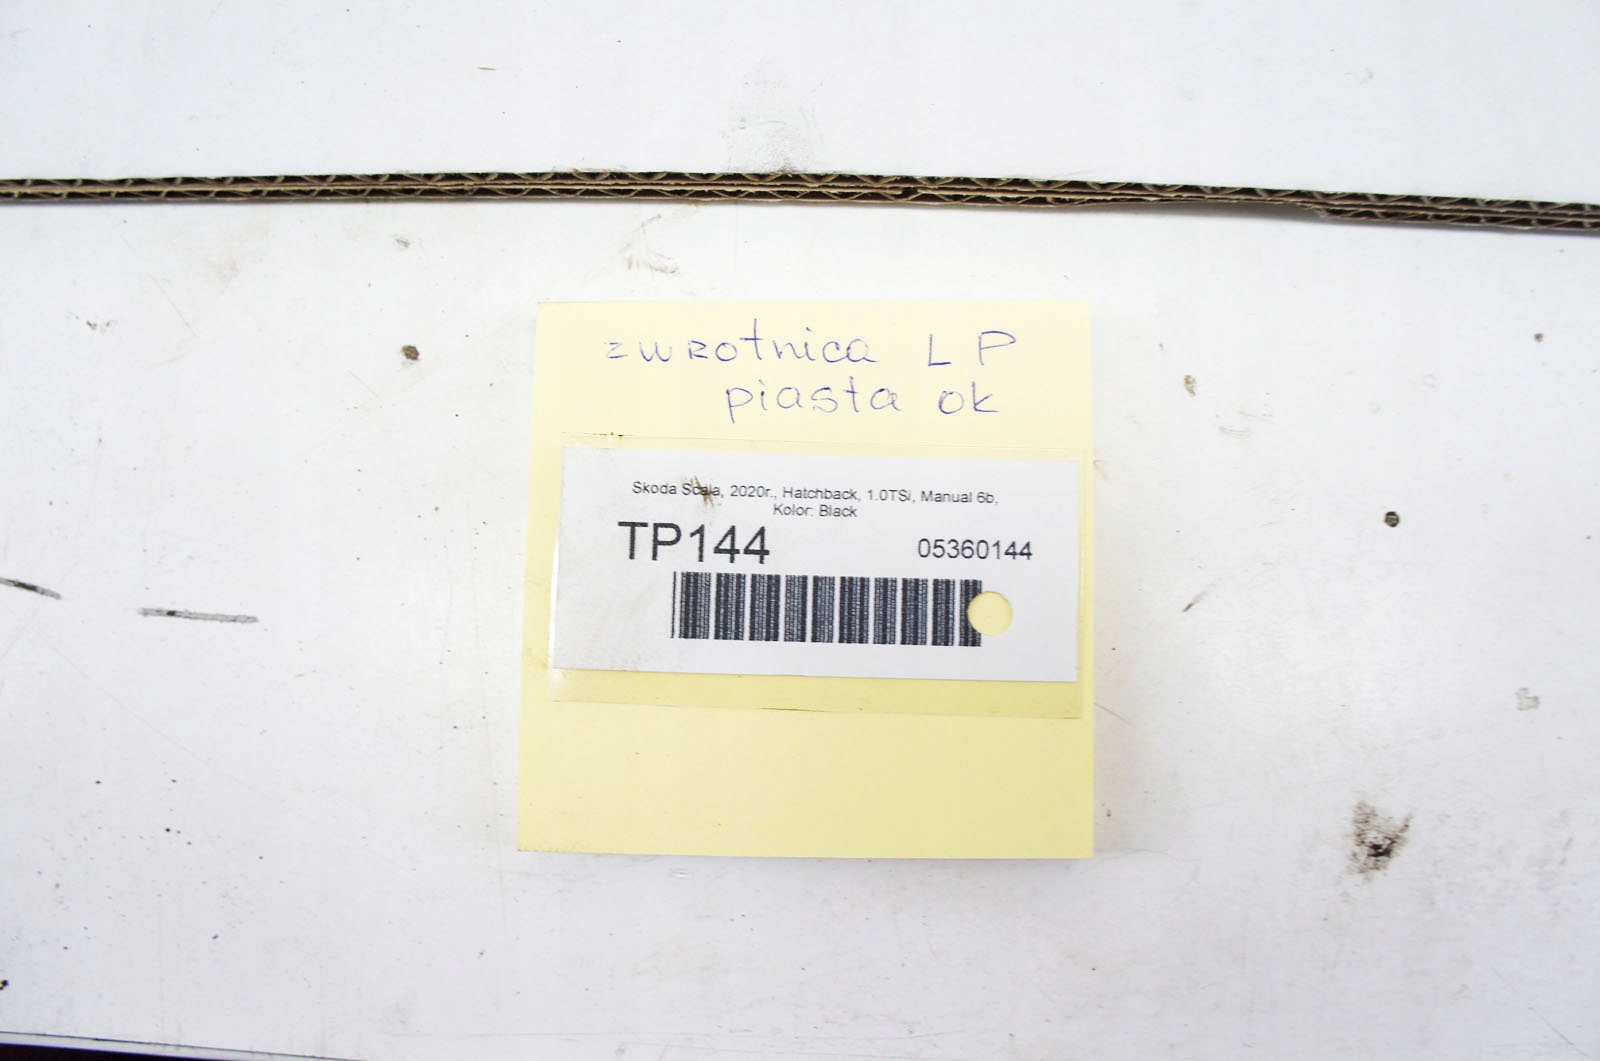 zwrotnica L P
piasta ok
Skoda Scala, 2020r., Hatchback, 1.0TSi, Manual 6b,
Kolor: Black
TP144
05360144